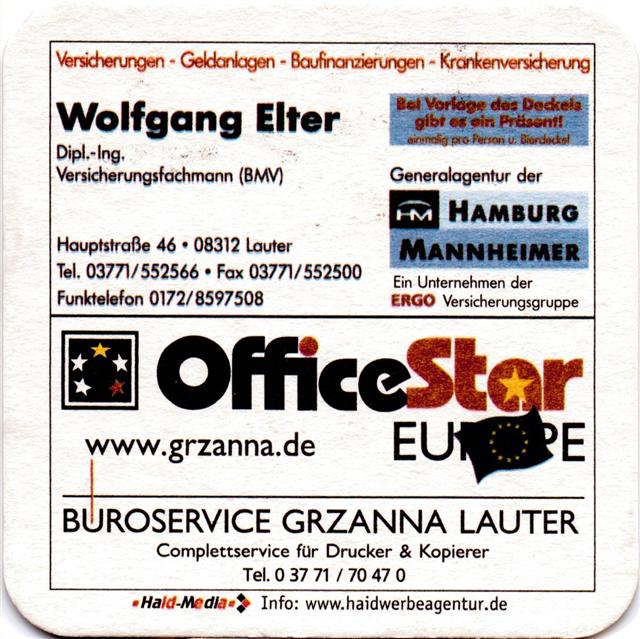 Versicherungen - Geldanlagen - Baufinanzierungen - Krankenversicherung
Wolfgang Elter
Dipl.-Ing.
Versicherungsfachmann (BMV)
Bei Vorlage des Deckels
gibt es ein Präsent!
einmalig pro Person u. Bierdeckel
Generalagentur der
HM HAMBURG
MANNHEIMER
Hauptstraße 46 • 08312 Lauter
Tel. 03771/552566 • Fax 03771/552500
Funktelefon 0172/8597508
Ein Unternehmen der
ERGO Versicherungsgruppe
OfficeStar
EUROPE
www.grzanna.de
BÜROSERVICE GRZANNA LAUTER
Complettservice für Drucker & Kopierer
Tel. 0 37 71 / 70 47 0
Haid-Media Info: www.haidwerbeagentur.de